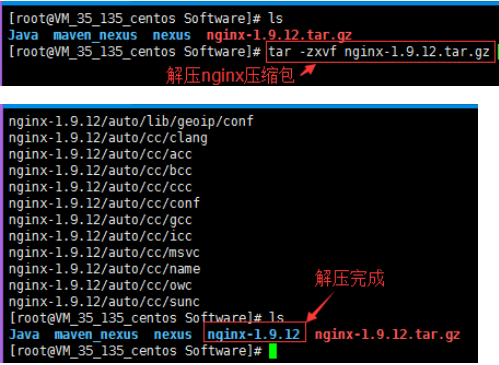 [root@VM_35_135_centos Software]# ls
Java  maven_nexus  nexus  nginx-1.9.12.tar.gz
[root@VM_35_135_centos Software]# tar -zxvf nginx-1.9.12.tar.gz
解压nginx压缩包
nginx-1.9.12/auto/lib/geoip/conf
nginx-1.9.12/auto/cc/clang
nginx-1.9.12/auto/cc/acc
nginx-1.9.12/auto/cc/bcc
nginx-1.9.12/auto/cc/ccc
nginx-1.9.12/auto/cc/conf
nginx-1.9.12/auto/cc/gcc
nginx-1.9.12/auto/cc/icc
nginx-1.9.12/auto/cc/msvc
nginx-1.9.12/auto/cc/name
nginx-1.9.12/auto/cc/owc
nginx-1.9.12/auto/cc/sunc
解压完成
[root@VM_35_135_centos Software]# ls
Java  maven_nexus  nexus  nginx-1.9.12  nginx-1.9.12.tar.gz
[root@VM_35_135_centos Software]#